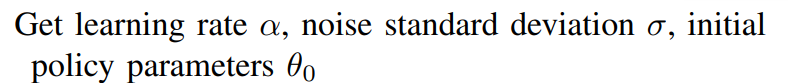 Get learning rate α, noise standard deviation σ, initial
policy parameters θ₀